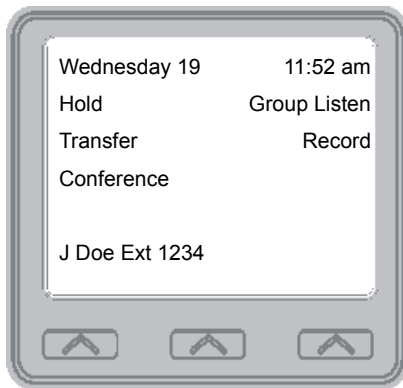 Wednesday 19 11:52 am
Hold Group Listen
Transfer Record
Conference
J Doe Ext 1234